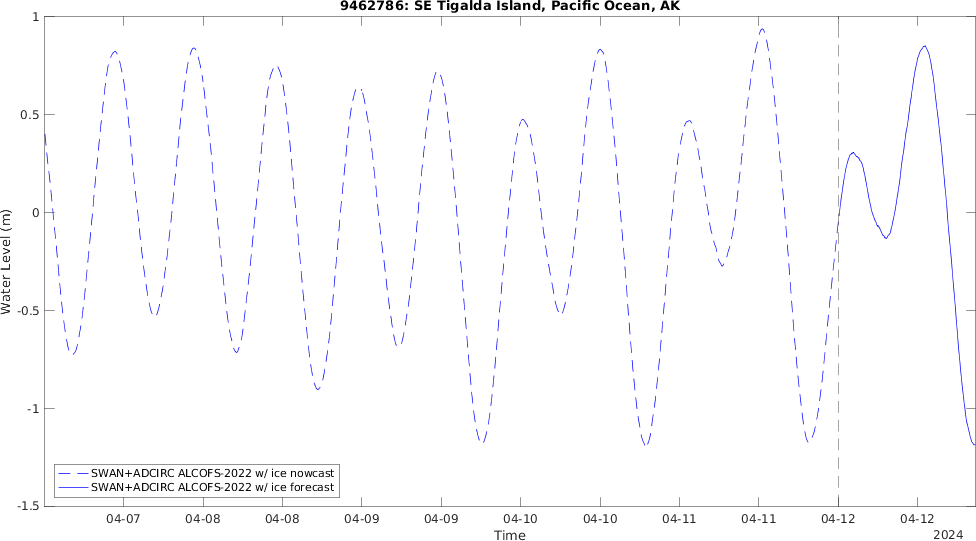 9462786: SE Tigalda Island, Pacific Ocean, AK
1
0.5
0
-0.5
-1
-1.5
Water Level (m)
SWAN+ADCIRC ALCOFS-2022 w/ ice nowcast
SWAN+ADCIRC ALCOFS-2022 w/ ice forecast
04-07 04-08 04-08 04-09 04-09 04-10 04-10 04-11 04-11 04-12 04-12
Time
2024